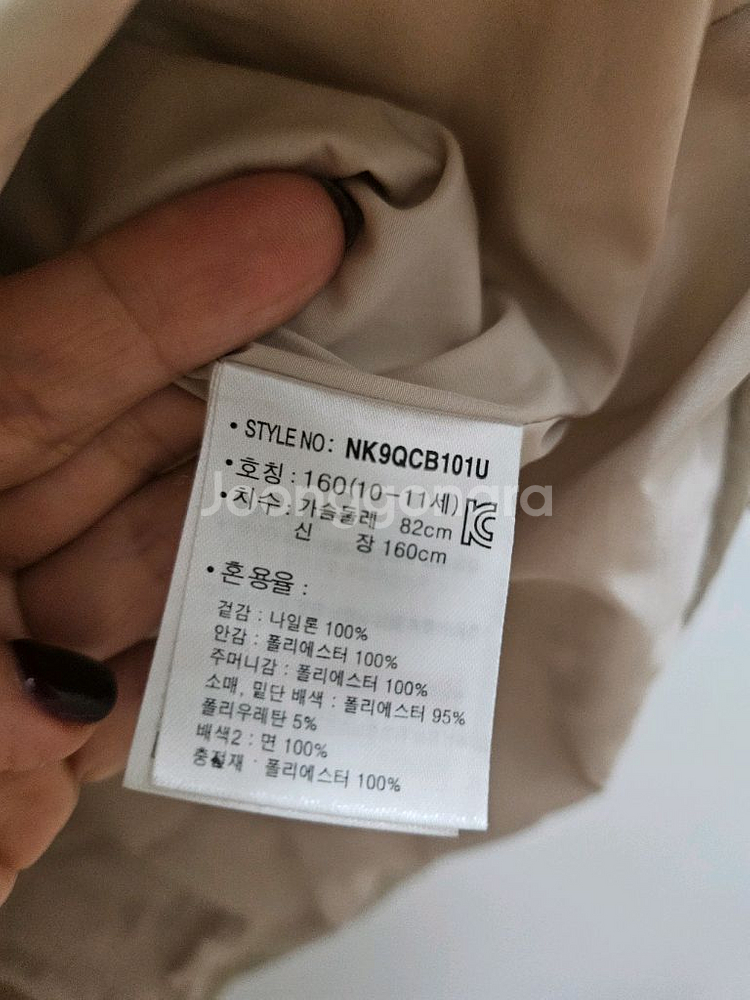 • STYLE NO: NK9QCB101U
• 호칭 : 160(10-11세)
• 치수 : 가슴둘레 82cm
신 장 160cm
KC
Joonggonara
• 혼용율 :
겉감 : 나일론 100%
안감 : 폴리에스터 100%
주머니감 : 폴리에스터 100%
소매, 밑단 배색 : 폴리에스터 95%
폴리우레탄 5%
배색2 : 면 100%
충전재 : 폴리에스터 100%